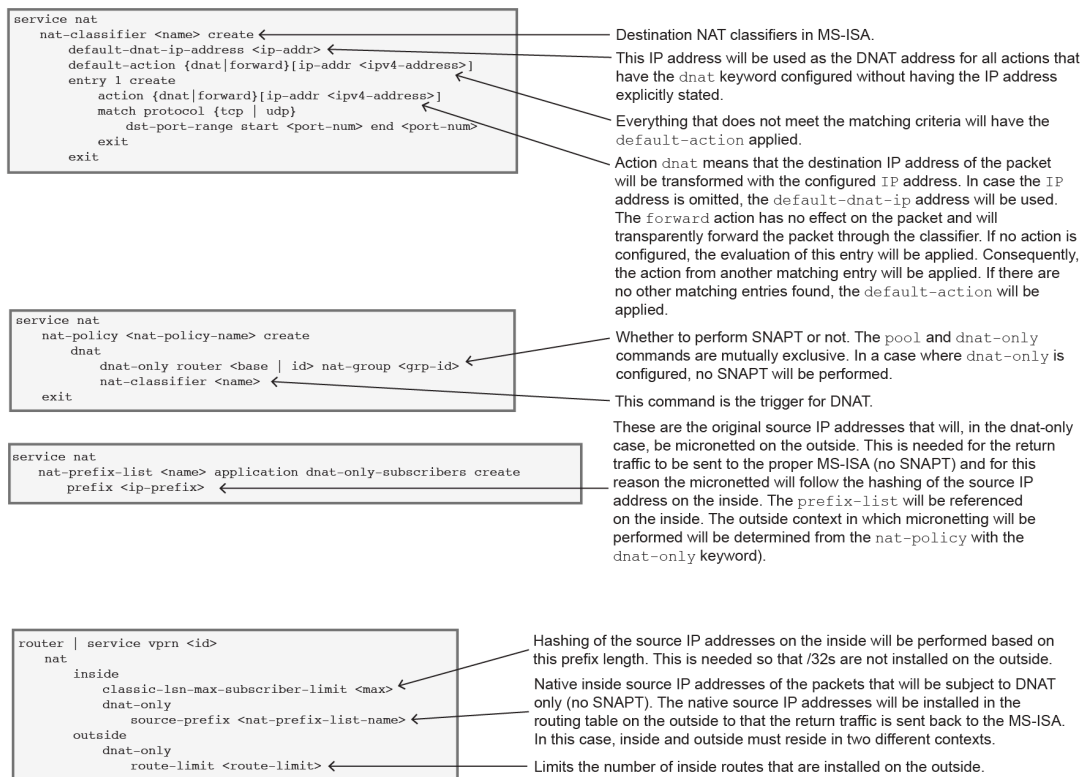 service nat
nat-classifier <name> create
default-dnat-ip-address <ip-addr>
default-action {dnat|forward}[ip-addr <ipv4-address>]
entry 1 create
action {dnat|forward}[ip-addr <ipv4-address>]
match protocol {tcp | udp}
dst-port-range start <port-num> end <port-num>
exit
exit
Destination NAT classifiers in MS-ISA.
This IP address will be used as the DNAT address for all actions that
have the dnat keyword configured without having the IP address
explicitly stated.
Everything that does not meet the matching criteria will have the
default-action applied.
Action dnat means that the destination IP address of the packet
will be transformed with the configured IP address. In case the IP
address is omitted, the default-dnat-ip address will be used.
The forward action has no effect on the packet and will
transparently forward the packet through the classifier. If no action is
configured, the evaluation of this entry will be applied. Consequently,
the action from another matching entry will be applied. If there are
no other matching entries found, the default-action will be
applied.
service nat
nat-policy <nat-policy-name> create
dnat
dnat-only router <base | id> nat-group <grp-id>
nat-classifier <name>
exit
Whether to perform SNAPT or not. The pool and dnat-only
commands are mutually exclusive. In a case where dnat-only is
configured, no SNAPT will be performed.
This command is the trigger for DNAT.
service nat
nat-prefix-list <name> application dnat-only-subscribers create
prefix <ip-prefix>
These are the original source IP addresses that will, in the dnat-only
case, be micronetted on the outside. This is needed for the return
traffic to be sent to the proper MS-ISA (no SNAPT) and for this
reason the micronetted will follow the hashing of the source IP
address on the inside. The prefix-list will be referenced
on the inside. The outside context in which micronetting will be
performed will be determined from the nat-policy with the
dnat-only keyword).
router | service vprn <id>
nat
inside
classic-lsn-max-subscriber-limit <max>
dnat-only
source-prefix <nat-prefix-list-name>
outside
dnat-only
route-limit <route-limit>
Hashing of the source IP addresses on the inside will be performed based on
this prefix length. This is needed so that /32s are not installed on the outside.
Native inside source IP addresses of the packets that will be subject to DNAT
only (no SNAPT). The native source IP addresses will be installed in the
routing table on the outside to that the return traffic is sent back to the MS-ISA.
In this case, inside and outside must reside in two different contexts.
Limits the number of inside routes that are installed on the outside.